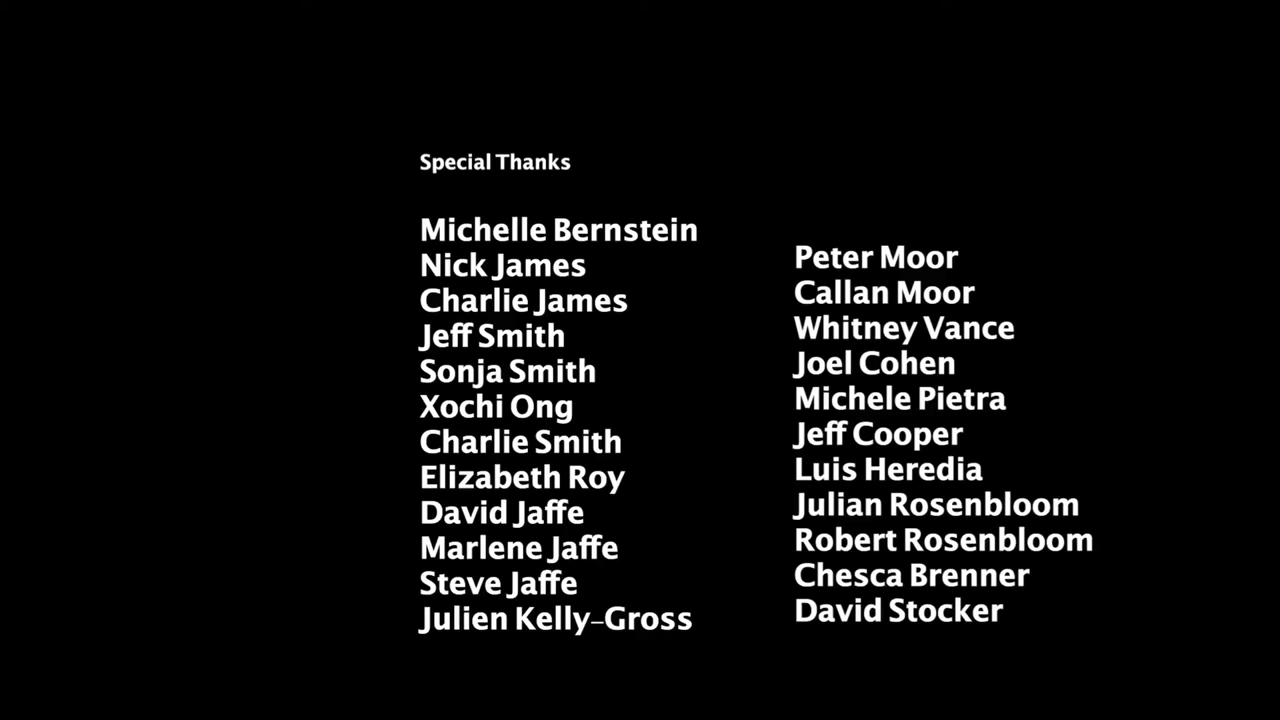 Special Thanks
Michelle Bernstein
Nick James
Charlie James
Jeff Smith
Sonja Smith
Xochi Ong
Charlie Smith
Elizabeth Roy
David Jaffe
Marlene Jaffe
Steve Jaffe
Julien Kelly-Gross
Peter Moor
Callan Moor
Whitney Vance
Joel Cohen
Michele Pietra
Jeff Cooper
Luis Heredia
Julian Rosenbloom
Robert Rosenbloom
Chesca Brenner
David Stocker